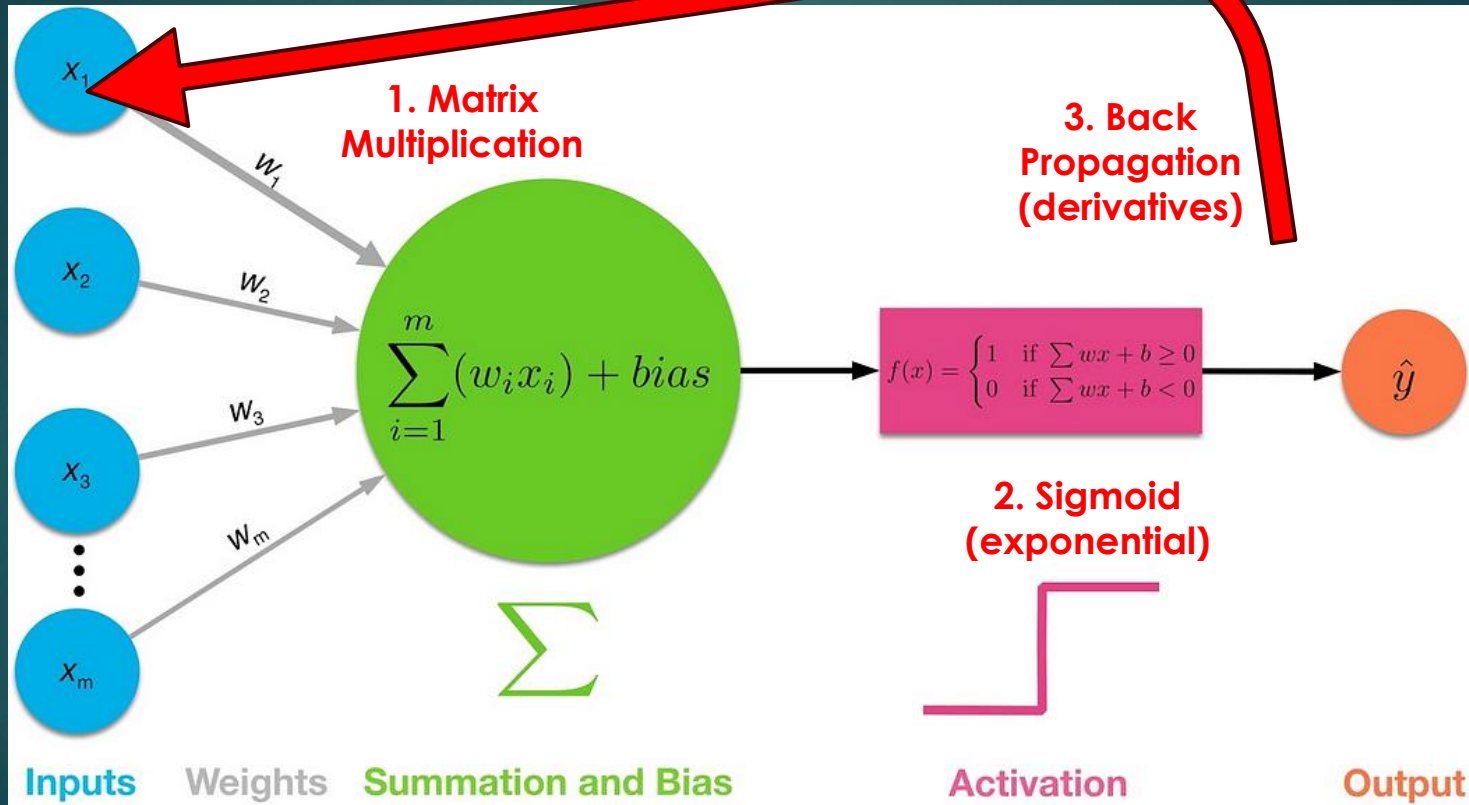 x₁
1. Matrix
Multiplication
3. Back
Propagation
(derivatives)
w₁
x₂
w₂
m
∑(wᵢxᵢ) + bias
i=1
f(x) = {1 if ∑ wx + b ≥ 0
0 if ∑ wx + b < 0
ŷ
w₃
x₃
2. Sigmoid
(exponential)
wₘ
∑
xₘ
Inputs Weights Summation and Bias Activation Output